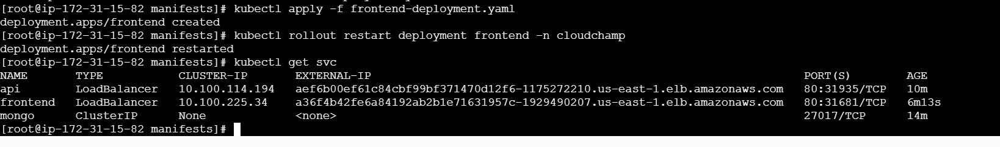 [root@ip-172-31-15-82 manifests]# kubectl apply -f frontend-deployment.yaml
deployment.apps/frontend created
[root@ip-172-31-15-82 manifests]# kubectl rollout restart deployment frontend -n cloudchamp
deployment.apps/frontend restarted
[root@ip-172-31-15-82 manifests]# kubectl get svc
NAME TYPE CLUSTER-IP EXTERNAL-IP PORT(S) AGE
api LoadBalancer 10.100.114.194 aef6b00ef61c84cbf99bf371470d12f6-1175272210.us-east-1.elb.amazonaws.com 80:31935/TCP 10m
frontend LoadBalancer 10.100.225.34 a36f4b42fe6a84192ab2b1e71631957c-1929490207.us-east-1.elb.amazonaws.com 80:31681/TCP 6m13s
mongo ClusterIP None <none> 27017/TCP 14m
[root@ip-172-31-15-82 manifests]#